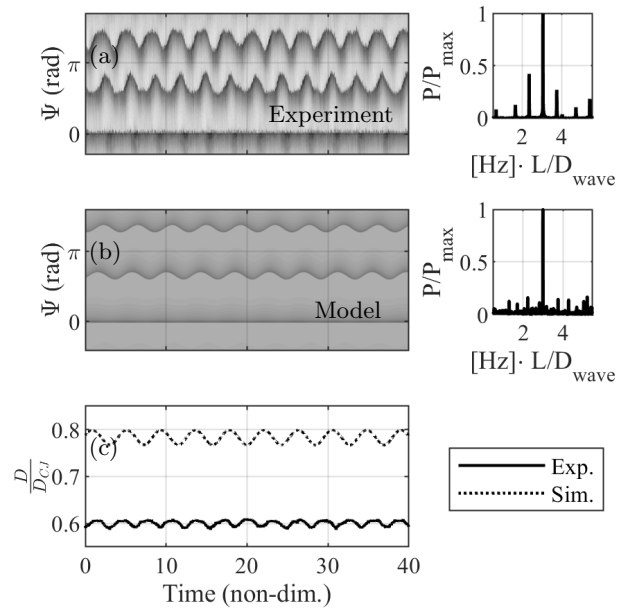 (a)
Ψ (rad)
π
0
Experiment
P/P_max
1
0.5
0
2 4
[Hz]· L/D_wave
(b)
Ψ (rad)
π
0
Model
P/P_max
1
0.5
0
2 4
[Hz]· L/D_wave
(c)
D/D_CJ
0.8
0.7
0.6
0 10 20 30 40
Time (non-dim.)
Exp.
Sim.